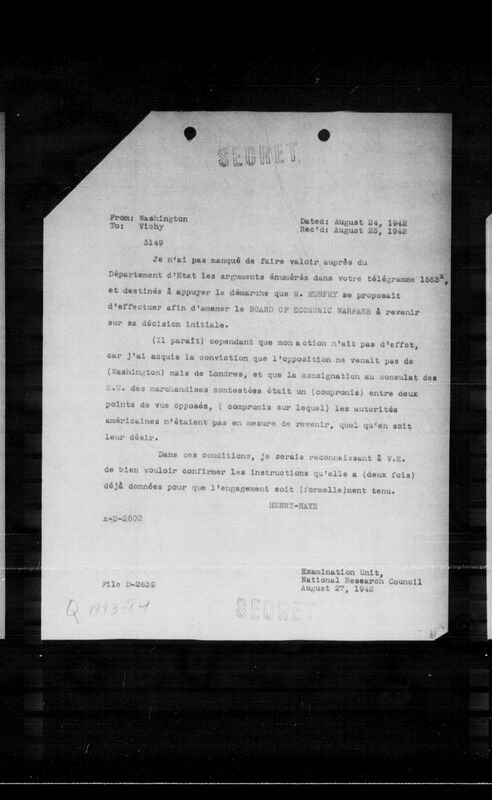 SECRET
From: Washington
To: Vichy
Dated: August 24, 1942
Rec'd: August 25, 1942
3149
Je n'ai pas manqué de faire valoir auprès du
Département d'Etat les arguments énumérés dans votre télégramme 1563x,
et destinés à appuyer la démarche que M. MURPHY se proposait
d'effectuer afin d'amener le BOARD OF ECONOMIC WARFARE à revenir
sur sa décision initiale.
(Il paraît) cependant que mon action n'ait pas d'effet,
car j'ai acquis la conviction que l'opposition ne venait pas de
(Washington) mais de Londres, et que la consignation au consulat des
E.U. des marchandises contestées était un (compromis) entre deux
points de vue opposés, ( compromis sur lequel) les autorités
américaines n'étaient pas en mesure de revenir, quel qu'en soit
leur désir.
Dans ces conditions, je serais reconnaissant à V.E.
de bien vouloir confirmer les instructions qu'elle a (deux fois)
déjà données pour que l'engagement soit (formelle)ment tenu.
HENRY-HAYE
x-D-2602
Examination Unit,
National Research Council
August 27, 1942
File D-2632
Q 1993-94
SECRET